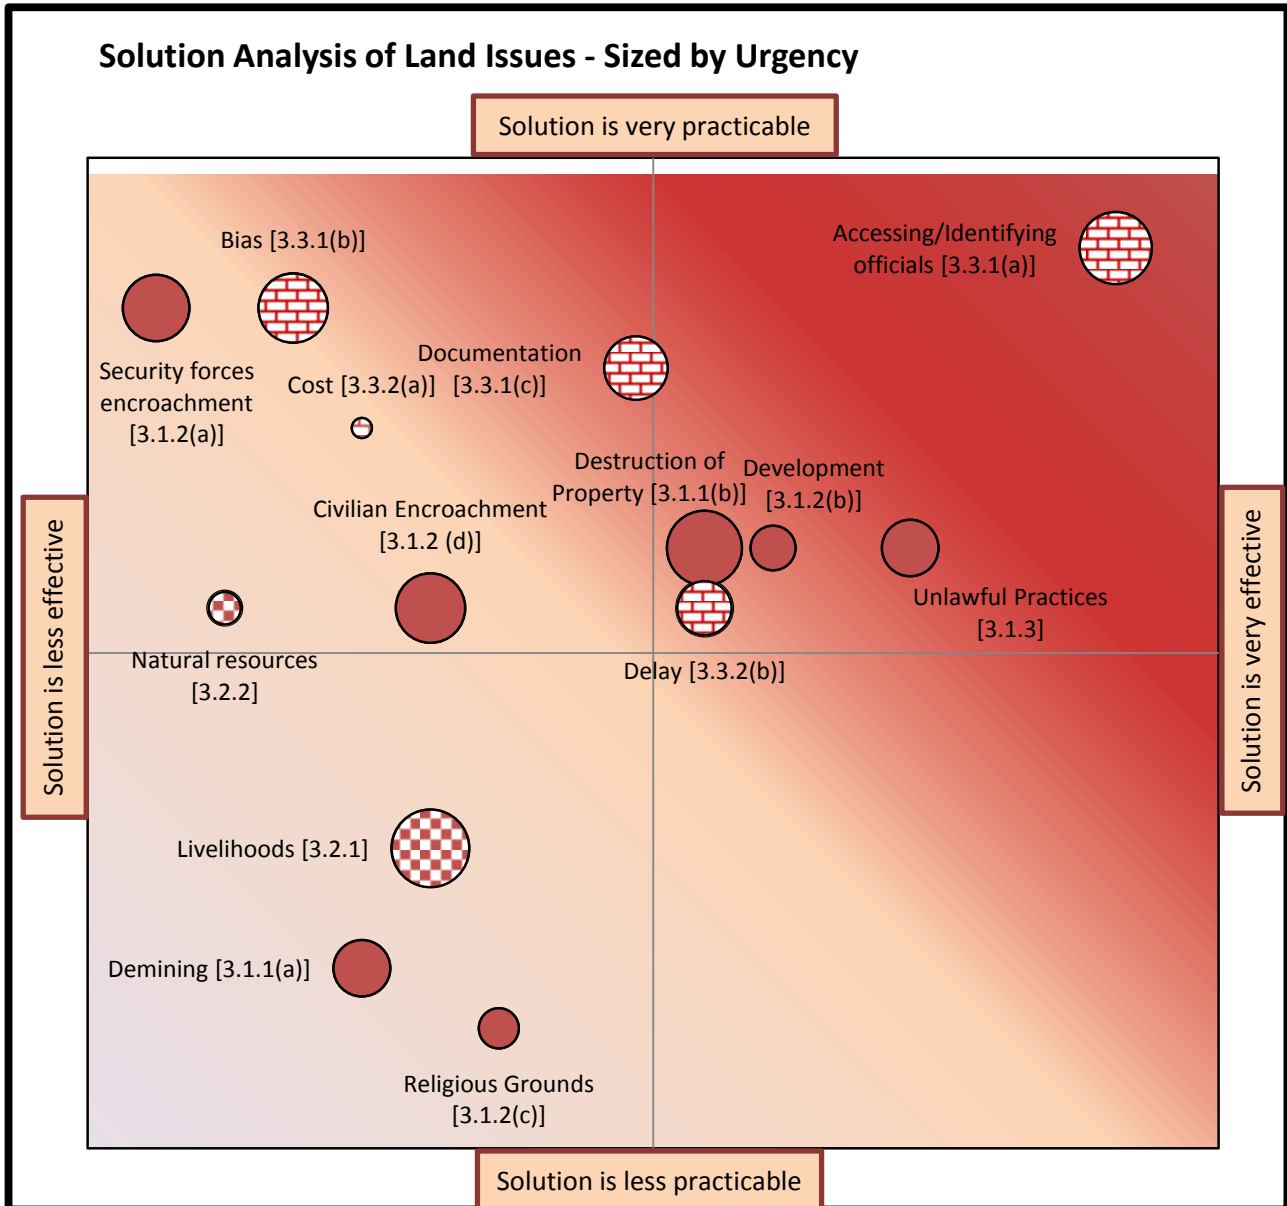 Solution Analysis of Land Issues - Sized by Urgency
Solution is very practicable
Bias [3.3.1(b)]
Accessing/Identifying
officials [3.3.1(a)]
Security forces
encroachment
[3.1.2(a)]
Cost [3.3.2(a)]
Documentation
[3.3.1(c)]
Destruction of
Property [3.1.1(b)]
Development
[3.1.2(b)]
Civilian Encroachment
[3.1.2 (d)]
Unlawful Practices
[3.1.3]
Solution is less effective
Solution is very effective
Natural resources
[3.2.2]
Delay [3.3.2(b)]
Livelihoods [3.2.1]
Demining [3.1.1(a)]
Religious Grounds
[3.1.2(c)]
Solution is less practicable